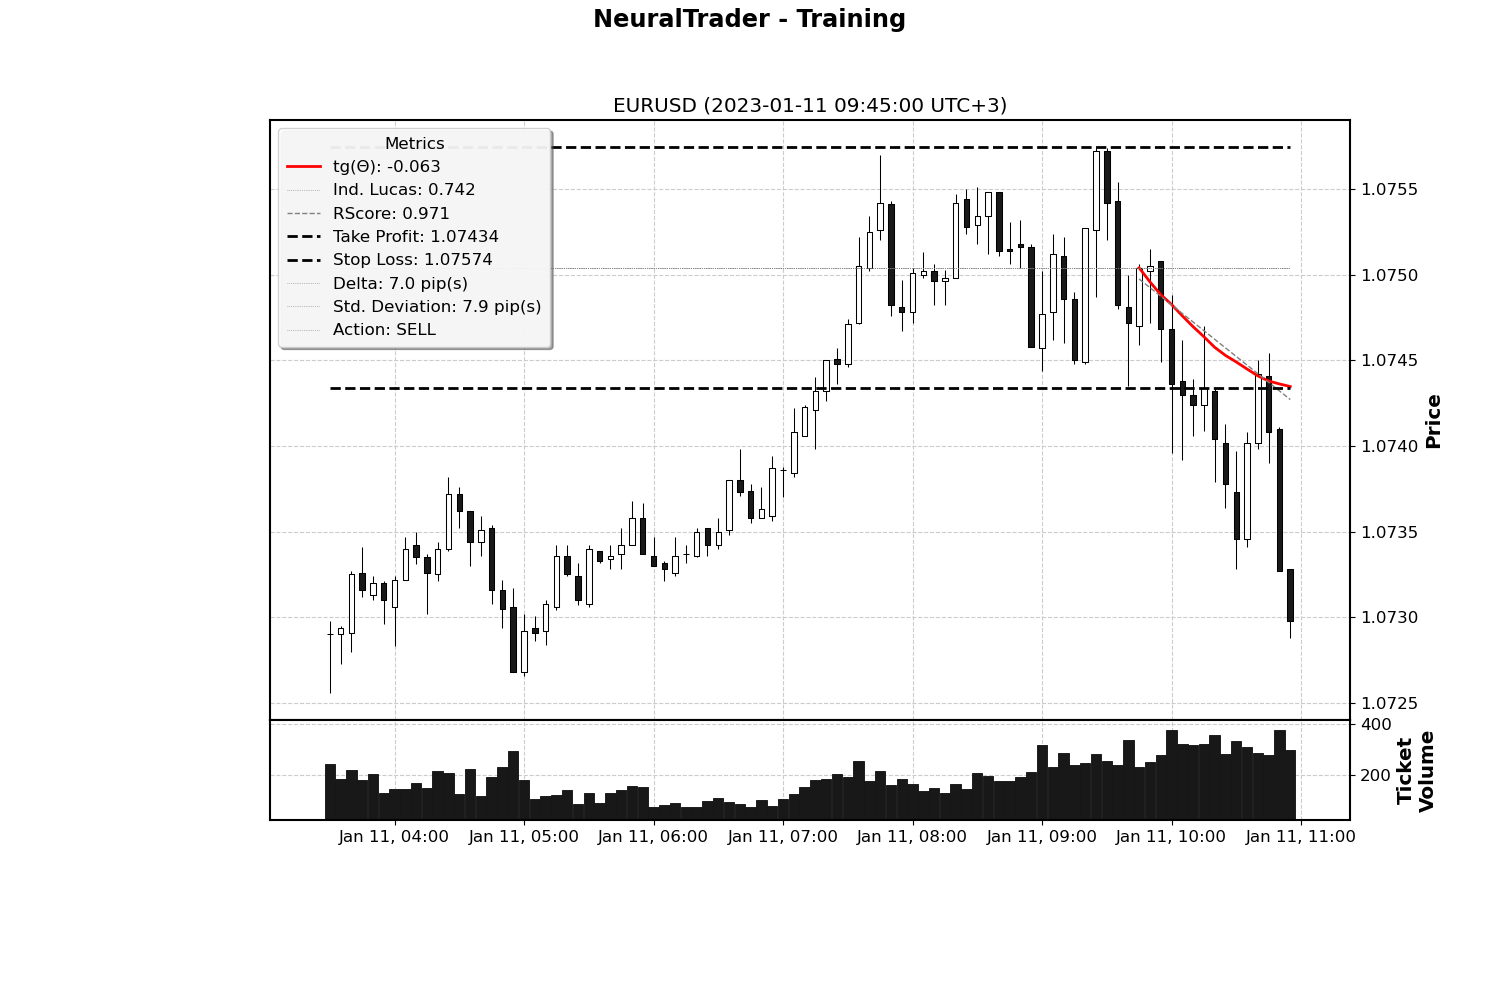 NeuralTrader - Training
EURUSD (2023-01-11 09:45:00 UTC+3)
Metrics
tg(Θ): -0.063
Ind. Lucas: 0.742
RScore: 0.971
Take Profit: 1.07434
Stop Loss: 1.07574
Delta: 7.0 pip(s)
Std. Deviation: 7.9 pip(s)
Action: SELL
1.0755
1.0750
1.0745
1.0740
1.0735
1.0730
1.0725
Price
400
200
Ticket
Volume
Jan 11, 04:00
Jan 11, 05:00
Jan 11, 06:00
Jan 11, 07:00
Jan 11, 08:00
Jan 11, 09:00
Jan 11, 10:00
Jan 11, 11:00